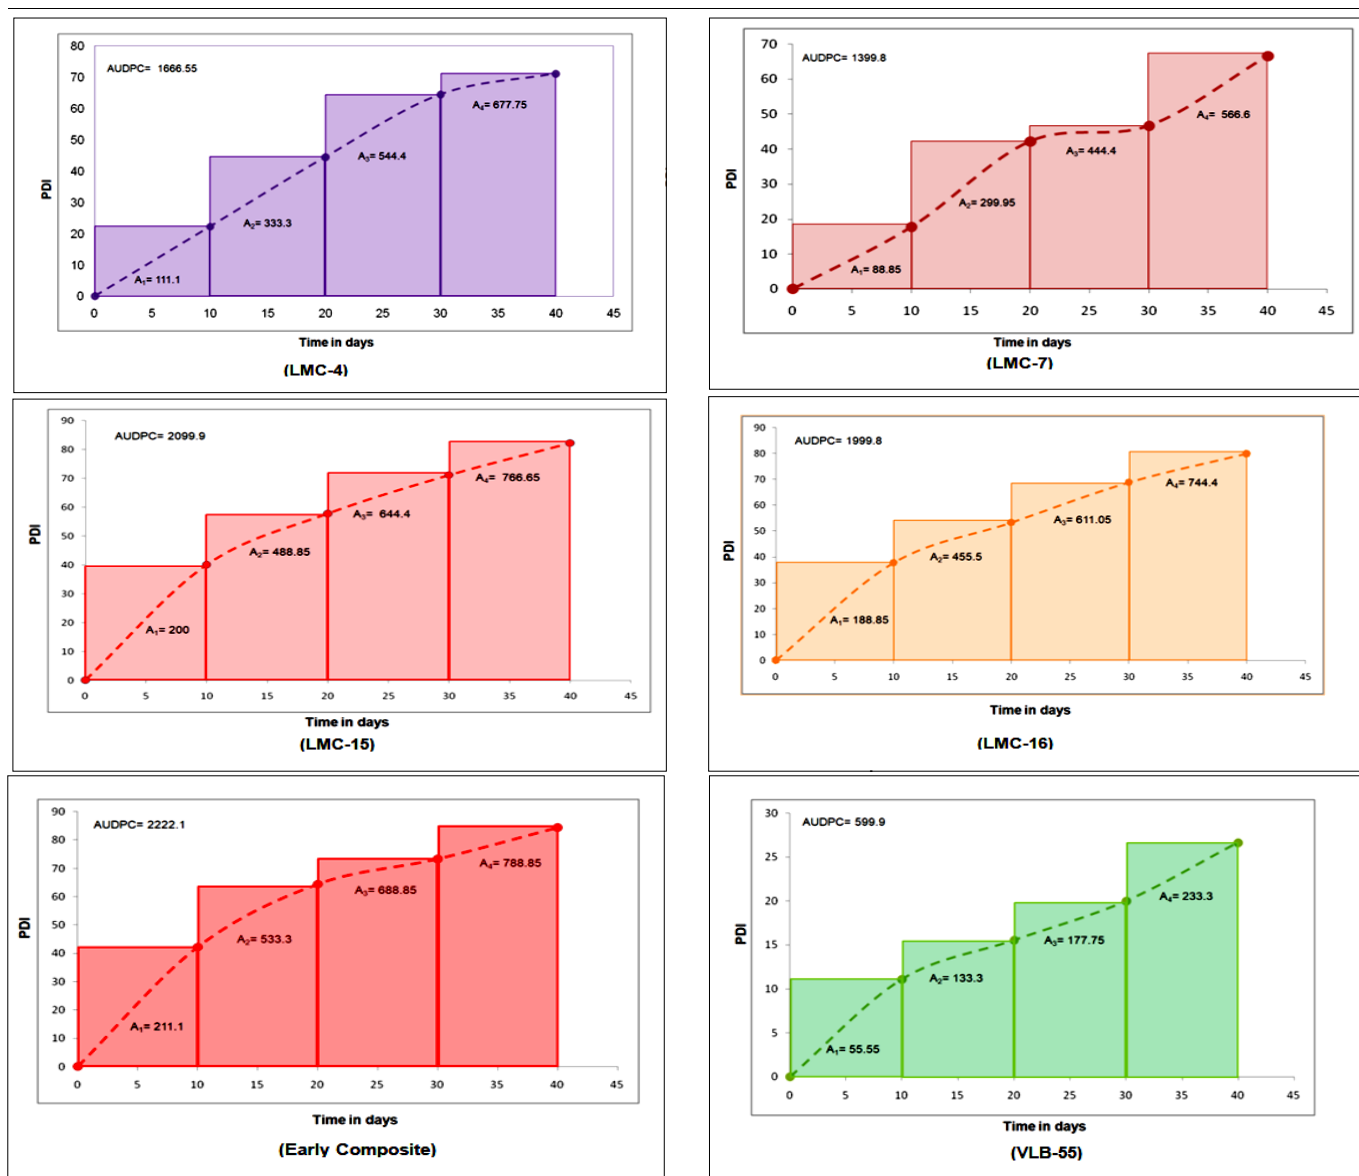 AUDPC= 1666.55
80
70
60
50
40
30
20
10
0
PDI
A1= 111.1
A2= 333.3
A3= 544.4
A4= 677.75
0 5 10 15 20 25 30 35 40 45
Time in days
(LMC-4)
AUDPC= 1399.8
70
60
50
40
30
20
10
0
PDI
A1= 88.85
A2= 299.95
A3= 444.4
A4= 566.6
0 5 10 15 20 25 30 35 40 45
Time in days
(LMC-7)
AUDPC= 2099.9
90
80
70
60
50
40
30
20
10
0
PDI
A1= 200
A2= 488.85
A3= 644.4
A4= 766.65
0 5 10 15 20 25 30 35 40 45
Time in days
(LMC-15)
AUDPC= 1999.8
90
80
70
60
50
40
30
20
10
0
PDI
A1= 188.85
A2= 455.5
A3= 611.05
A4= 744.4
0 5 10 15 20 25 30 35 40 45
Time in days
(LMC-16)
AUDPC= 2222.1
90
80
70
60
50
40
30
20
10
0
PDI
A1= 211.1
A2= 533.3
A3= 688.85
A4= 788.85
0 5 10 15 20 25 30 35 40 45
Time in days
(Early Composite)
AUDPC= 599.9
30
25
20
15
10
5
0
PDI
A1= 55.55
A2= 133.3
A3= 177.75
A4= 233.3
0 5 10 15 20 25 30 35 40 45
Time in days
(VLB-55)